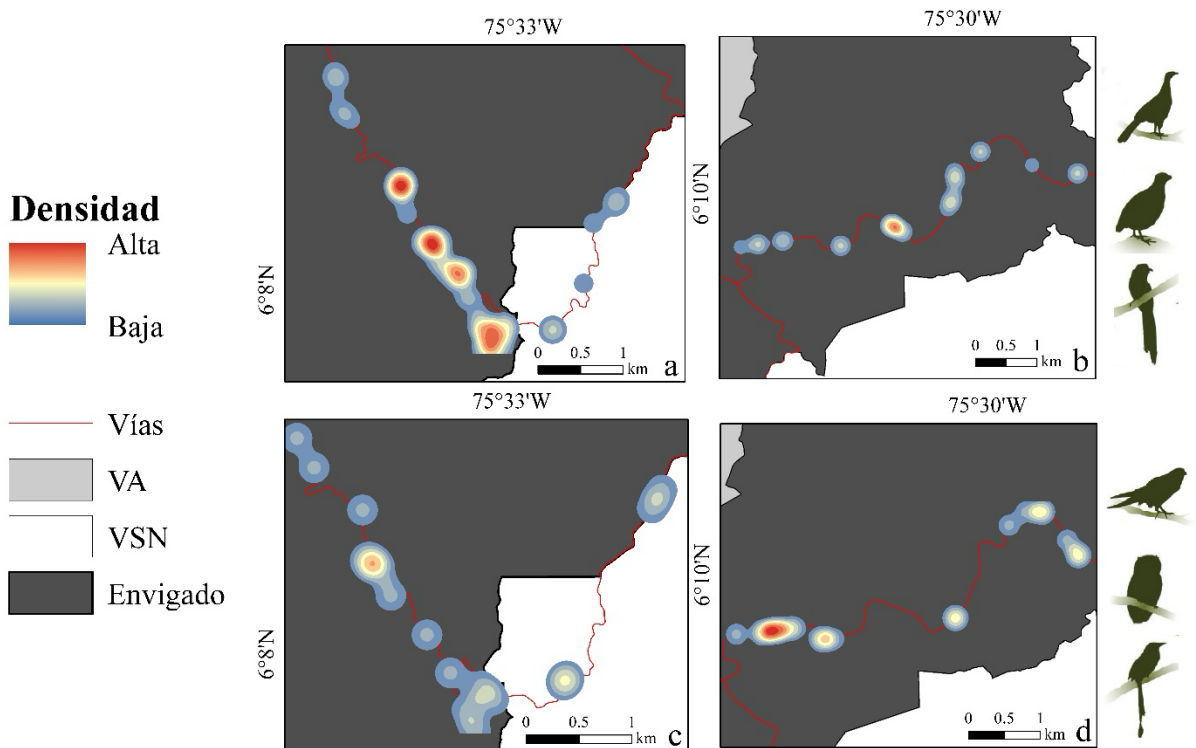 75°33'W
75°30'W
6°8'N
6°10'N
Densidad
Alta
Baja
0 0.5 1
km
a
0 0.5 1
km
b
Vías
VA
VSN
Envigado
75°33'W
75°30'W
6°8'N
6°10'N
0 0.5 1
km
c
0 0.5 1
km
d